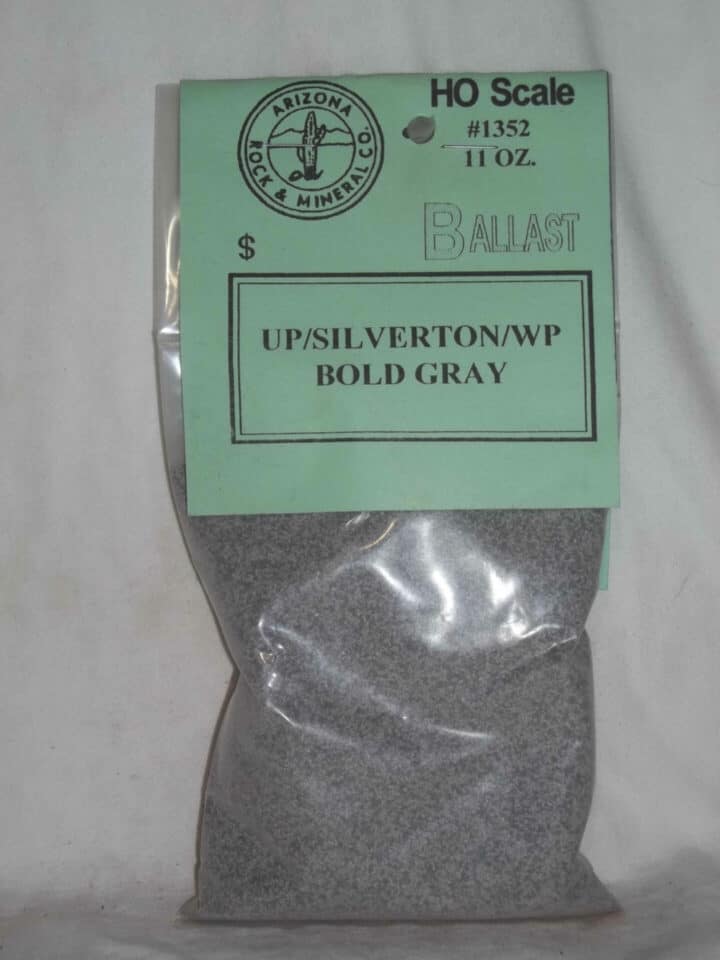 ARIZONA
ROCK & MINERAL CO.
HO Scale
#1352
11 OZ.
BALLAST
$
UP/SILVERTON/WP
BOLD GRAY